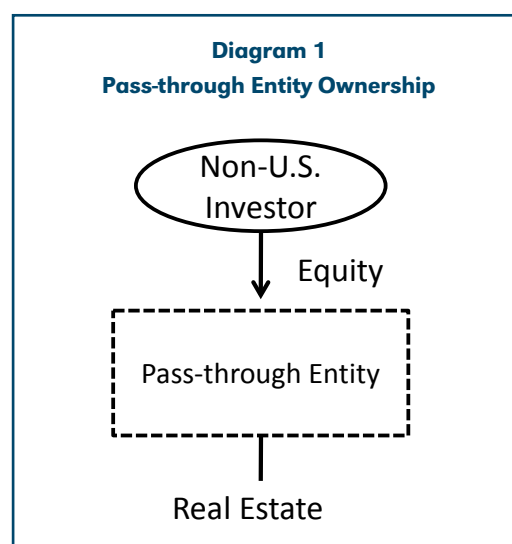 Diagram 1
Pass-through Entity Ownership
Non-U.S.
Investor
Equity
Pass-through Entity
Real Estate